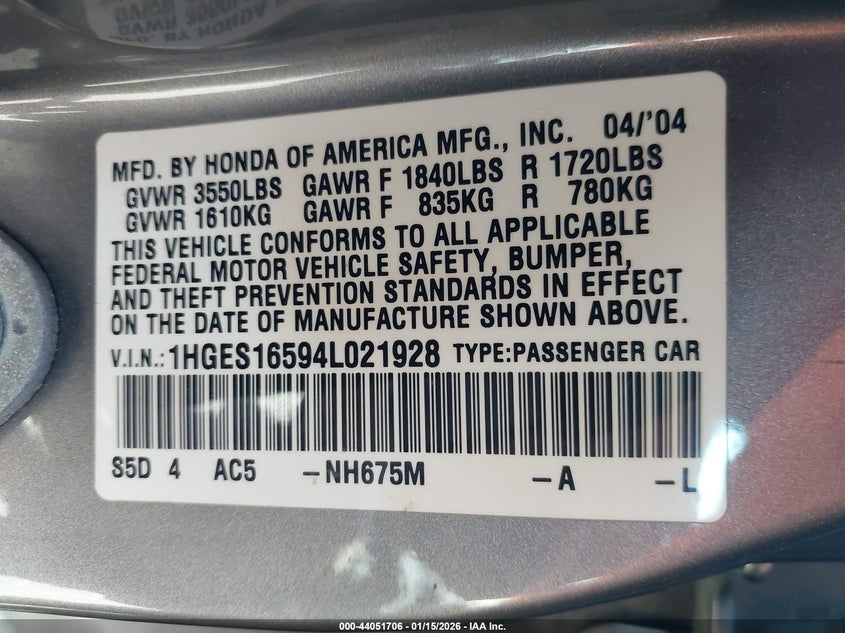 MFD. BY HONDA OF AMERICA MFG., INC. 04/'04
GVWR 3550LBS GAWR F 1840LBS R 1720LBS
GVWR 1610KG GAWR F 835KG R 780KG
THIS VEHICLE CONFORMS TO ALL APPLICABLE
FEDERAL MOTOR VEHICLE SAFETY, BUMPER,
AND THEFT PREVENTION STANDARDS IN EFFECT
ON THE DATE OF MANUFACTURE SHOWN ABOVE.
V.I.N.: 1HGES16594L021928 TYPE:PASSENGER CAR
S5D 4 AC5 –NH675M –A –L
000-44051706 - 01/15/2026 - IAA Inc.